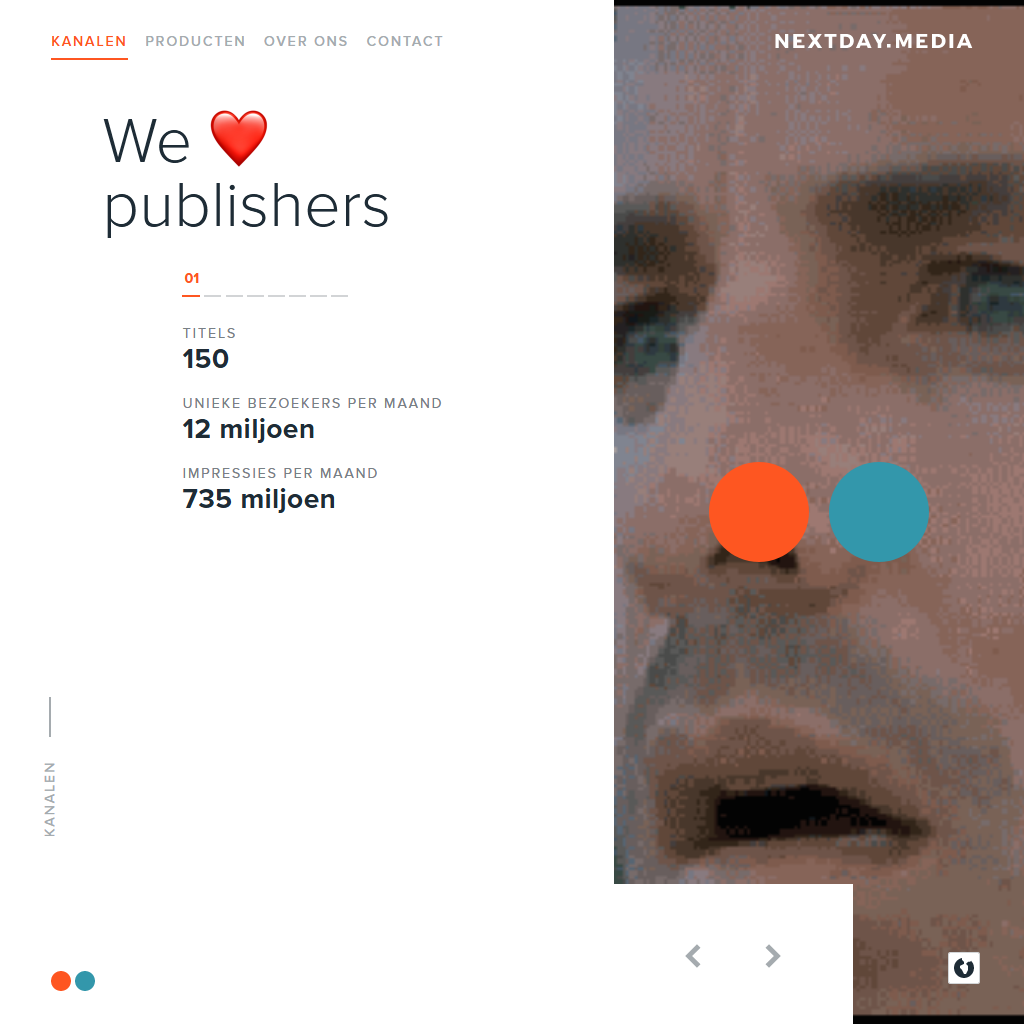 KANALEN PRODUCTEN OVER ONS CONTACT
NEXTDAY.MEDIA
We ❤️
publishers
01
TITELS
150
UNIEKE BEZOEKERS PER MAAND
12 miljoen
IMPRESSIES PER MAAND
735 miljoen
KANALEN